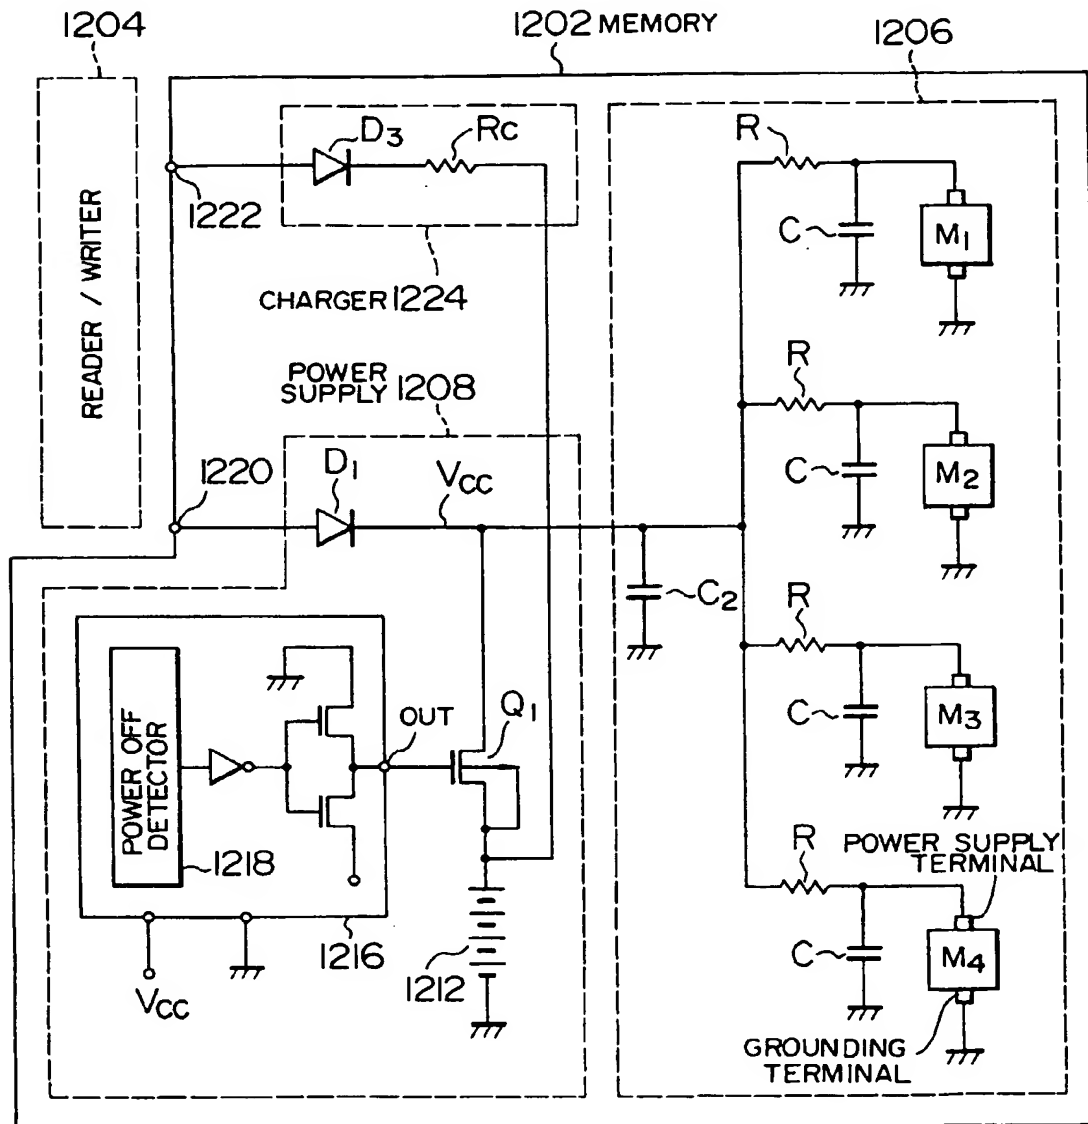 1204
1202 MEMORY
1206
READER / WRITER
D3
Rc
R
1222
C
M1
CHARGER 1224
POWER
SUPPLY 1208
R
1220
D1
VCC
C
M2
C2
R
POWER OFF
DETECTOR
OUT
Q1
C
M3
1218
R
POWER SUPPLY
TERMINAL
1216
1212
C
M4
VCC
GROUNDING
TERMINAL